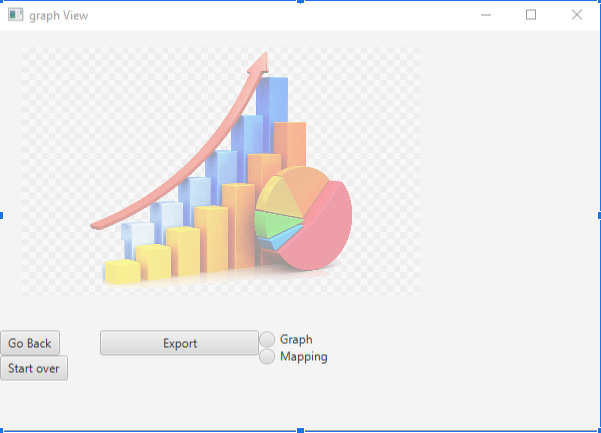 graph View
Go Back
Export
Graph
Mapping
Start over